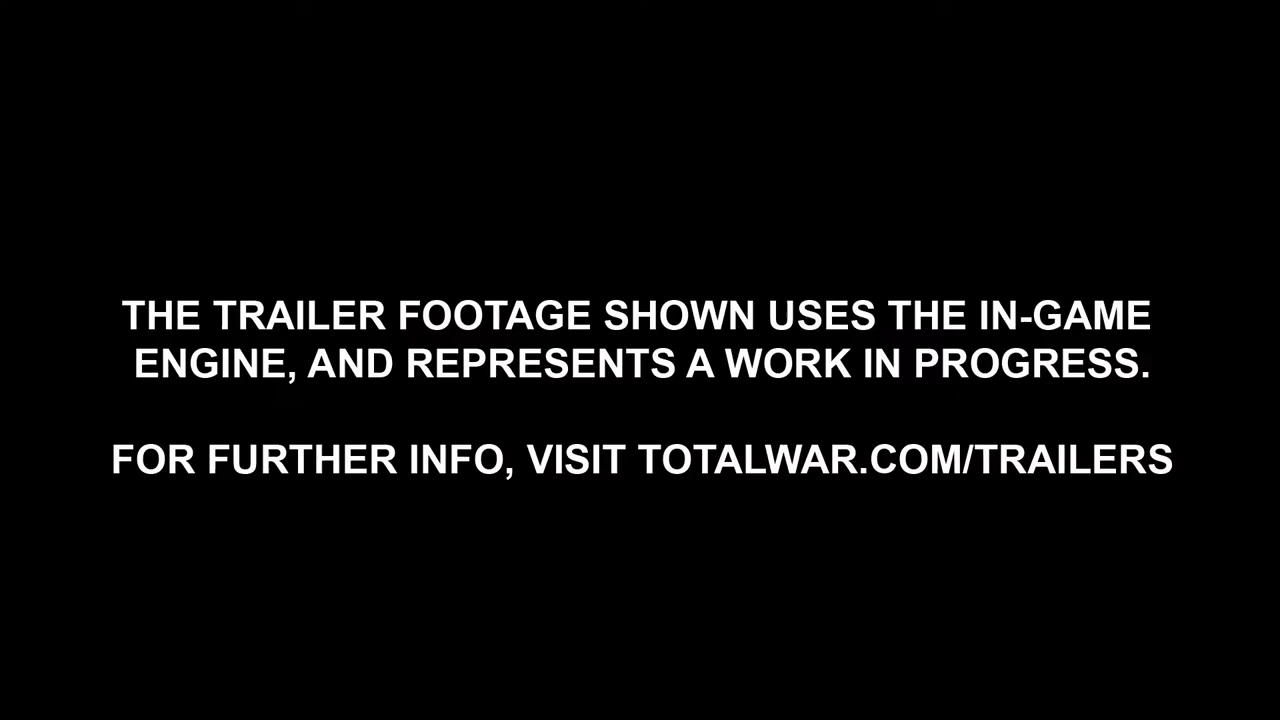 THE TRAILER FOOTAGE SHOWN USES THE IN-GAME
ENGINE, AND REPRESENTS A WORK IN PROGRESS.
FOR FURTHER INFO, VISIT TOTALWAR.COM/TRAILERS